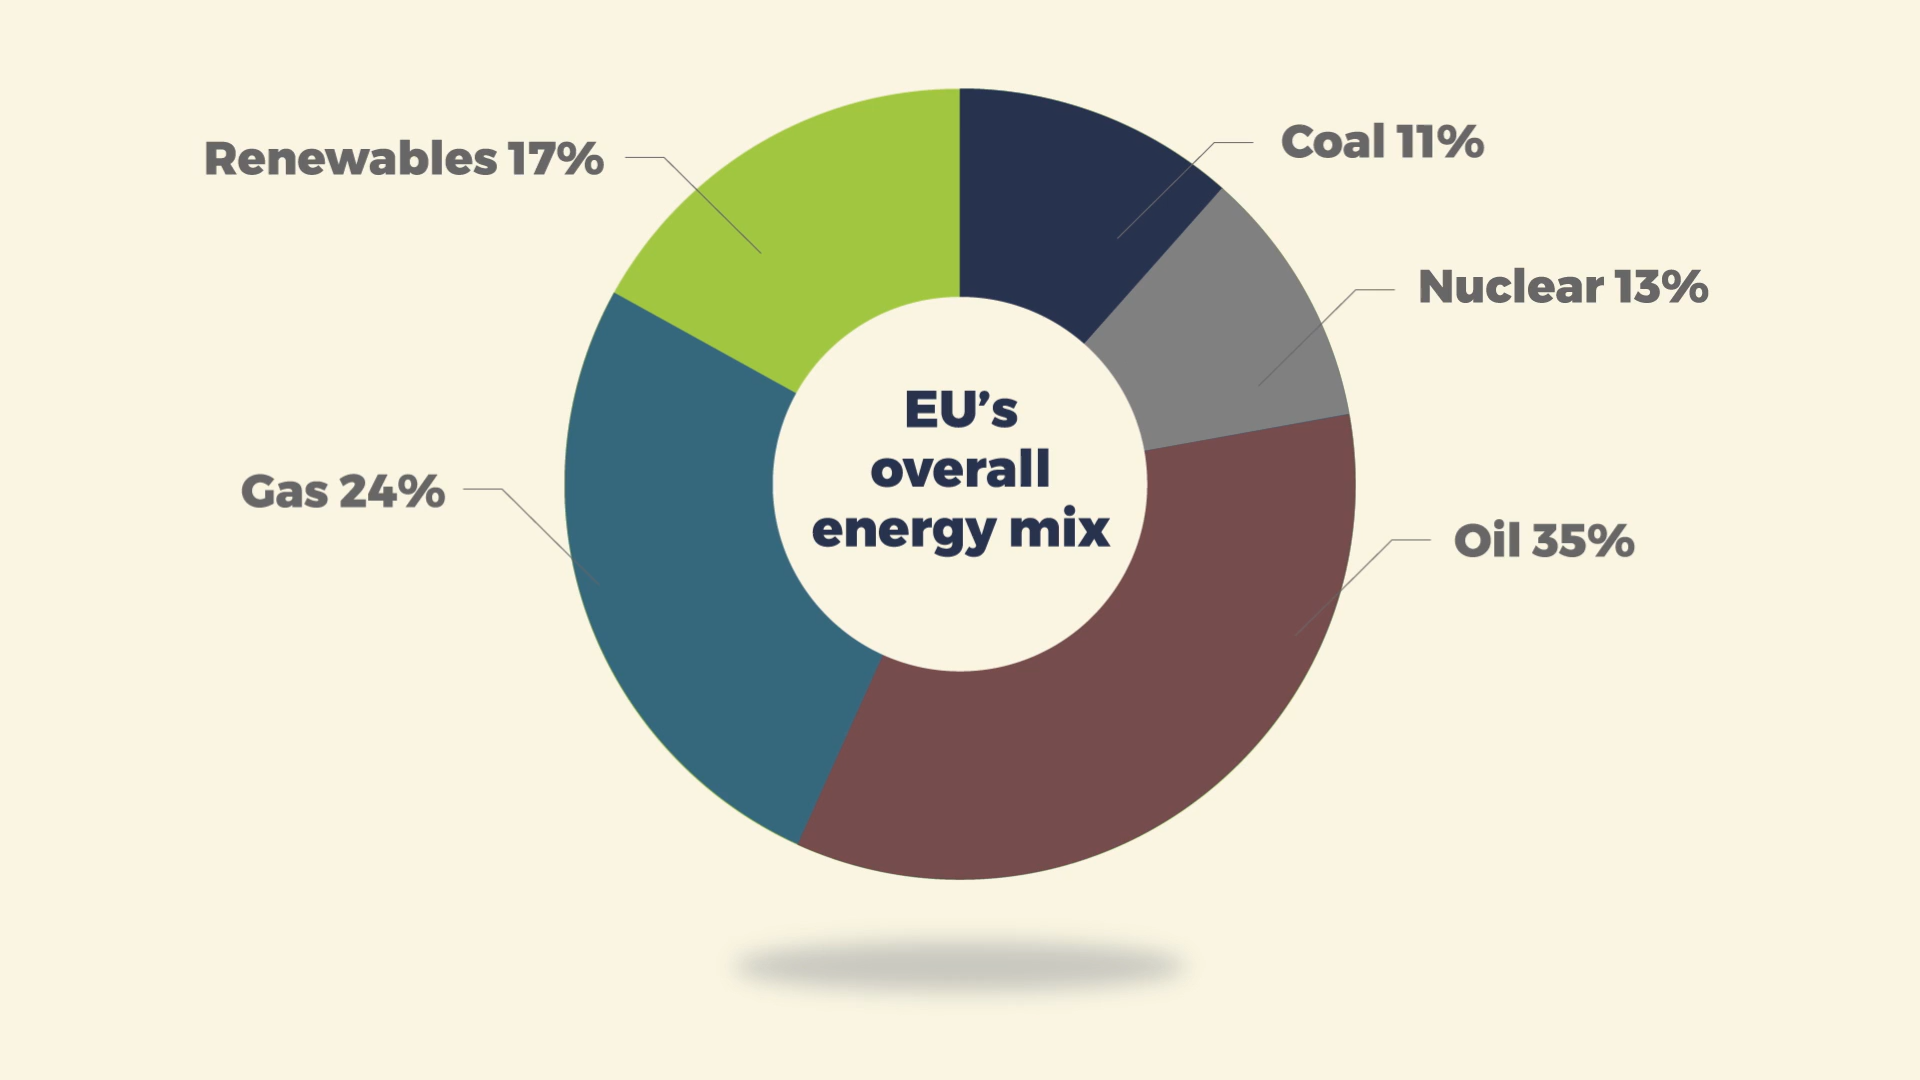 Renewables 17%
Coal 11%
Nuclear 13%
Gas 24%
Oil 35%
EU’s
overall
energy mix